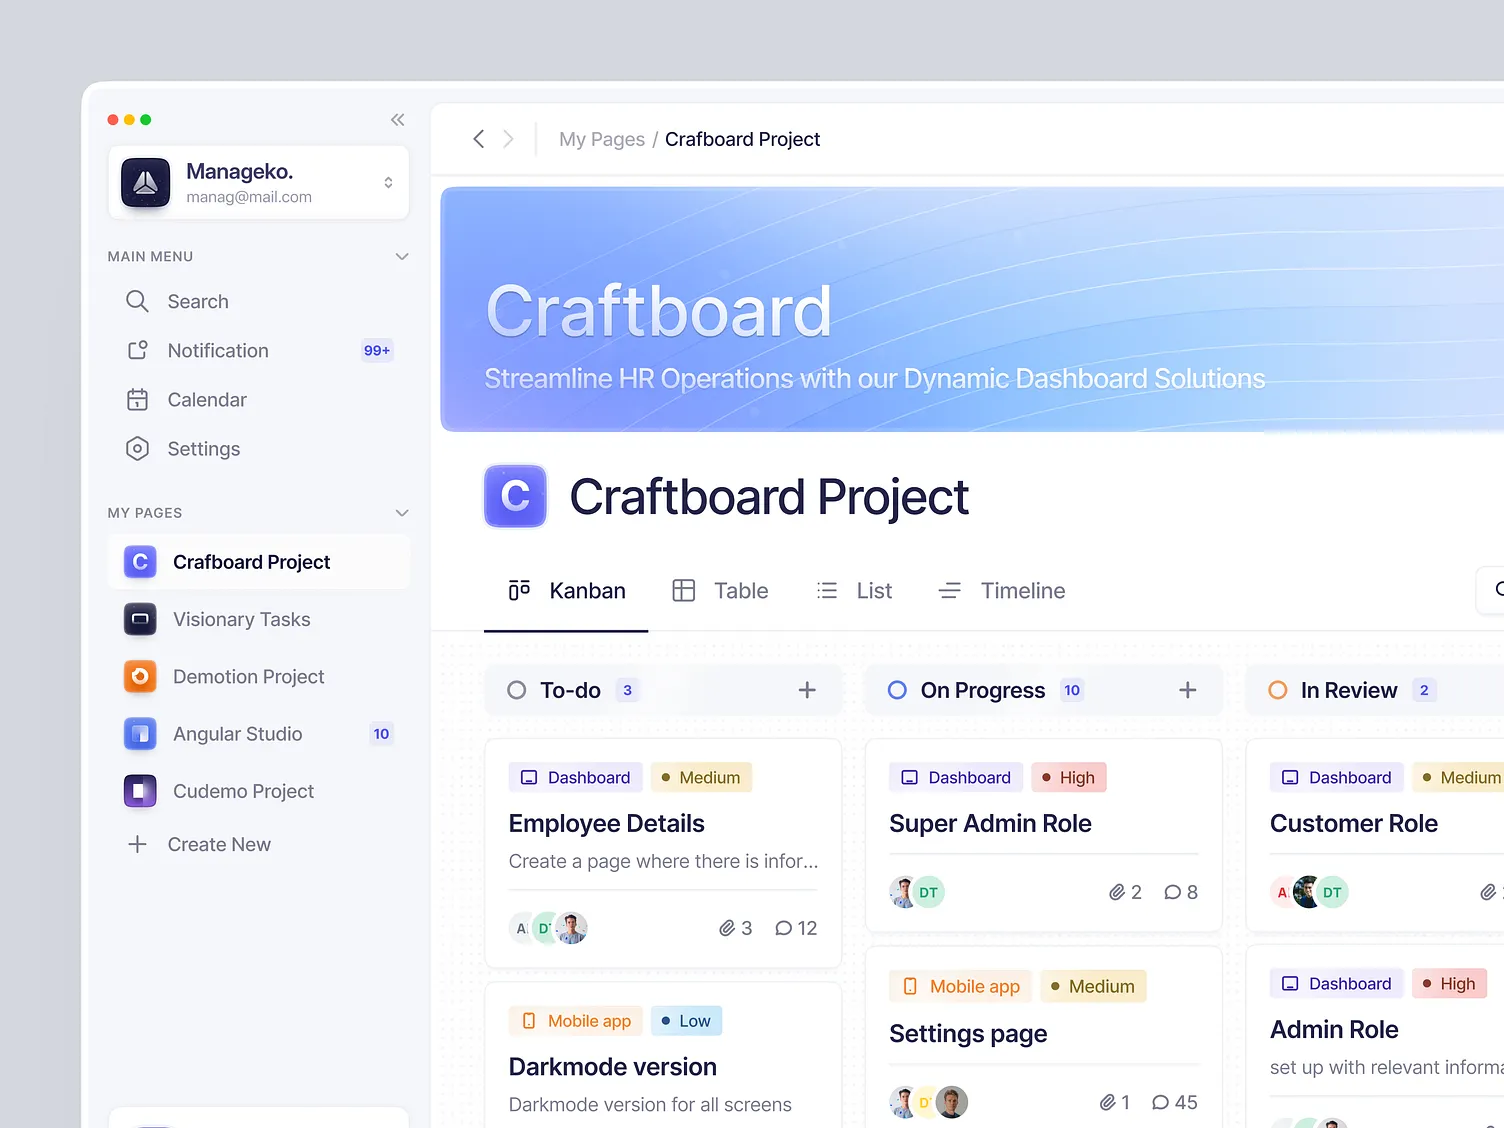 Manageko.
manag@mail.com
MAIN MENU
Search
Notification 99+
Calendar
Settings
MY PAGES
C Crafboard Project
Visionary Tasks
Demotion Project
Angular Studio 10
Cudemo Project
Create New
My Pages / Crafboard Project
Craftboard
Streamline HR Operations with our Dynamic Dashboard Solutions
C Craftboard Project
Kanban Table List Timeline
To-do 3
Dashboard Medium
Employee Details
Create a page where there is infor...
A DT 3 12
Mobile app Low
Darkmode version
Darkmode version for all screens
On Progress 10
Dashboard High
Super Admin Role
DT 2 8
Mobile app Medium
Settings page
D 1 45
In Review 2
Dashboard Medium
Customer Role
A DT
Dashboard High
Admin Role
set up with relevant informa